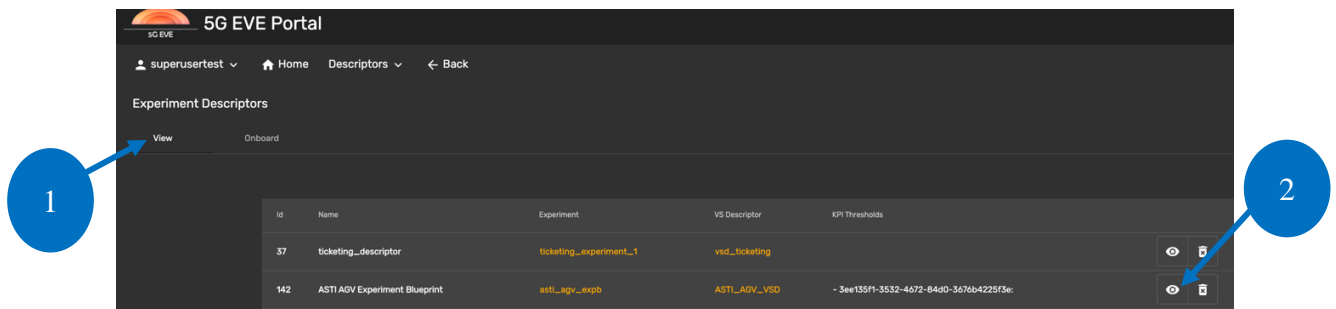 5G EVE Portal
5G EVE
superusertest Home Descriptors Back
Experiment Descriptors
View Onboard
1
2
Id Name Experiment VS Descriptor KPI Thresholds
37 ticketing_descriptor ticketing_experiment_1 vsd_ticketing
142 ASTI AGV Experiment Blueprint asti_agv_expb ASTI_AGV_VSD - 3ee135f1-3532-4672-84d0-3676b4225f3e: